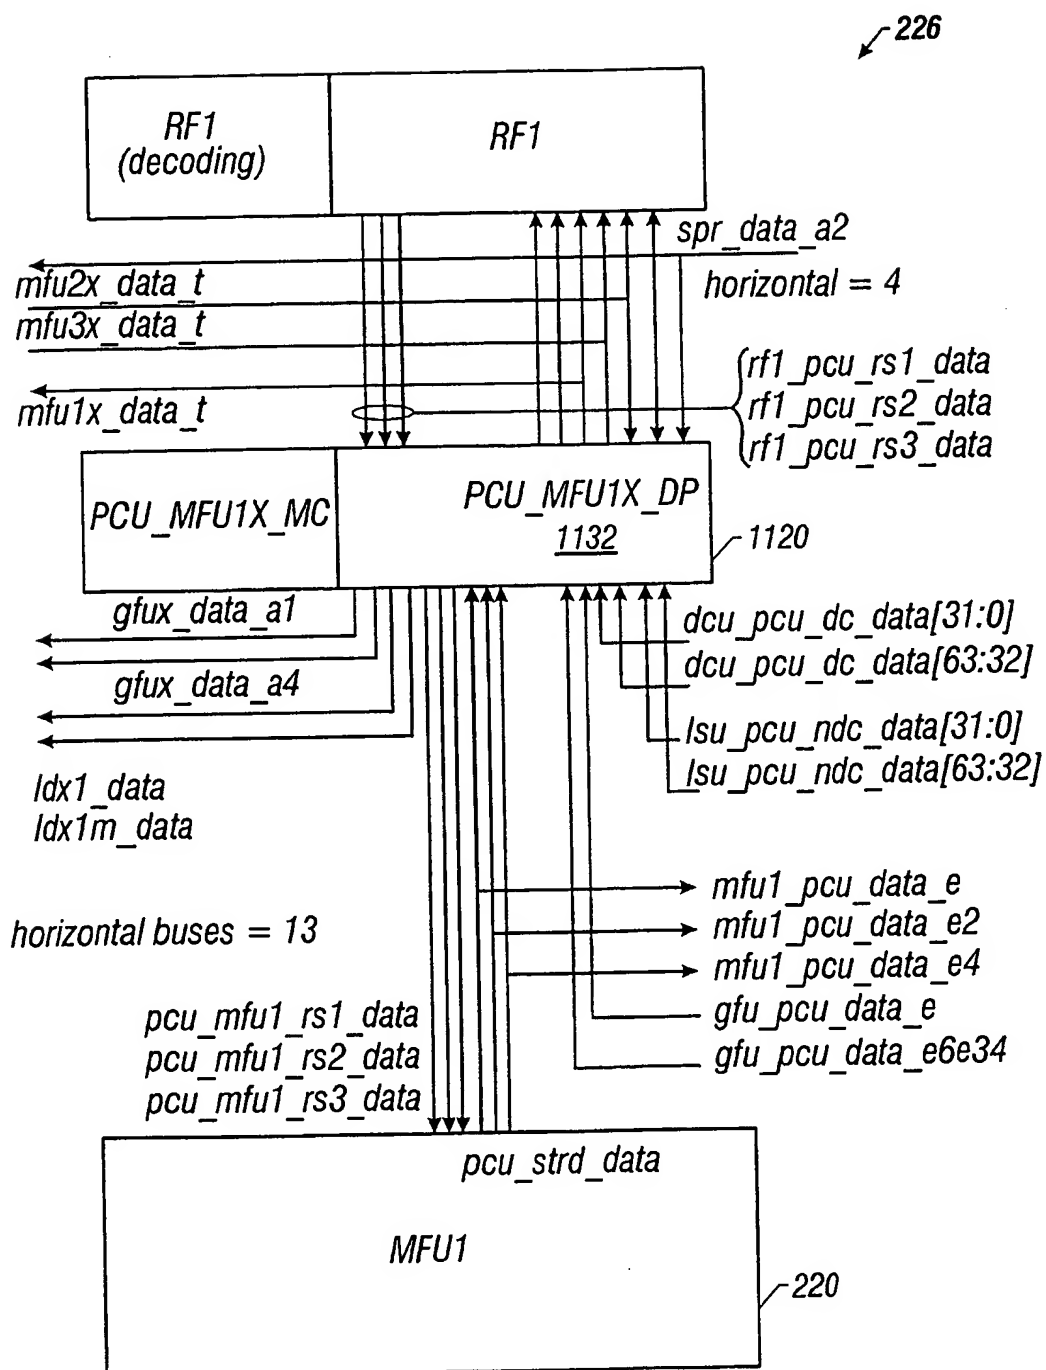 226
RF1
(decoding)
RF1
spr_data_a2
mfu2x_data_t
horizontal = 4
mfu3x_data_t
rf1_pcu_rs1_data
mfu1x_data_t
rf1_pcu_rs2_data
rf1_pcu_rs3_data
PCU_MFU1X_MC
PCU_MFU1X_DP
1132
1120
gfux_data_a1
dcu_pcu_dc_data[31:0]
dcu_pcu_dc_data[63:32]
gfux_data_a4
lsu_pcu_ndc_data[31:0]
lsu_pcu_ndc_data[63:32]
ldx1_data
ldx1m_data
mfu1_pcu_data_e
horizontal buses = 13
mfu1_pcu_data_e2
mfu1_pcu_data_e4
gfu_pcu_data_e
gfu_pcu_data_e6e34
pcu_mfu1_rs1_data
pcu_mfu1_rs2_data
pcu_mfu1_rs3_data
pcu_strd_data
MFU1
220